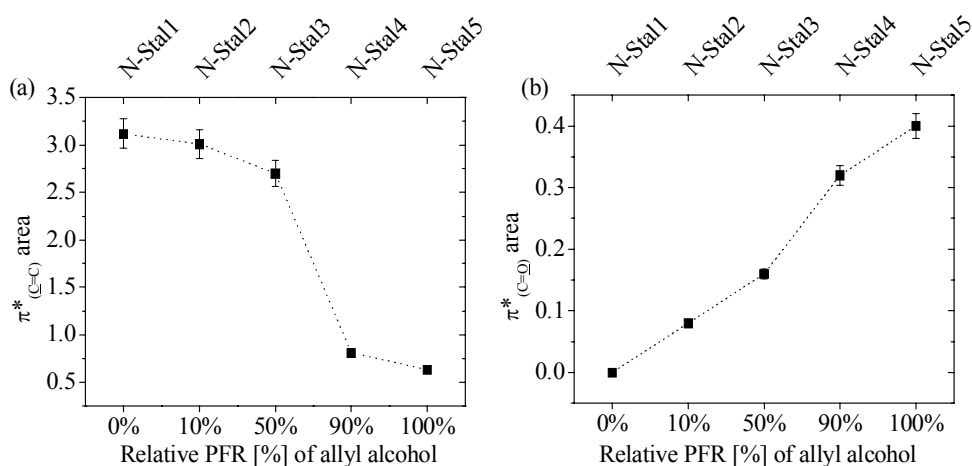 N-Stal1 N-Stal2 N-Stal3 N-Stal4 N-Stal5
(a)
3.5
3.0
2.5
2.0
1.5
1.0
0.5
π* (C=C) area
0% 10% 50% 90% 100%
Relative PFR [%] of allyl alcohol
N-Stal1 N-Stal2 N-Stal3 N-Stal4 N-Stal5
(b)
0.4
0.3
0.2
0.1
0.0
π* (C=O) area
0% 10% 50% 90% 100%
Relative PFR [%] of allyl alcohol